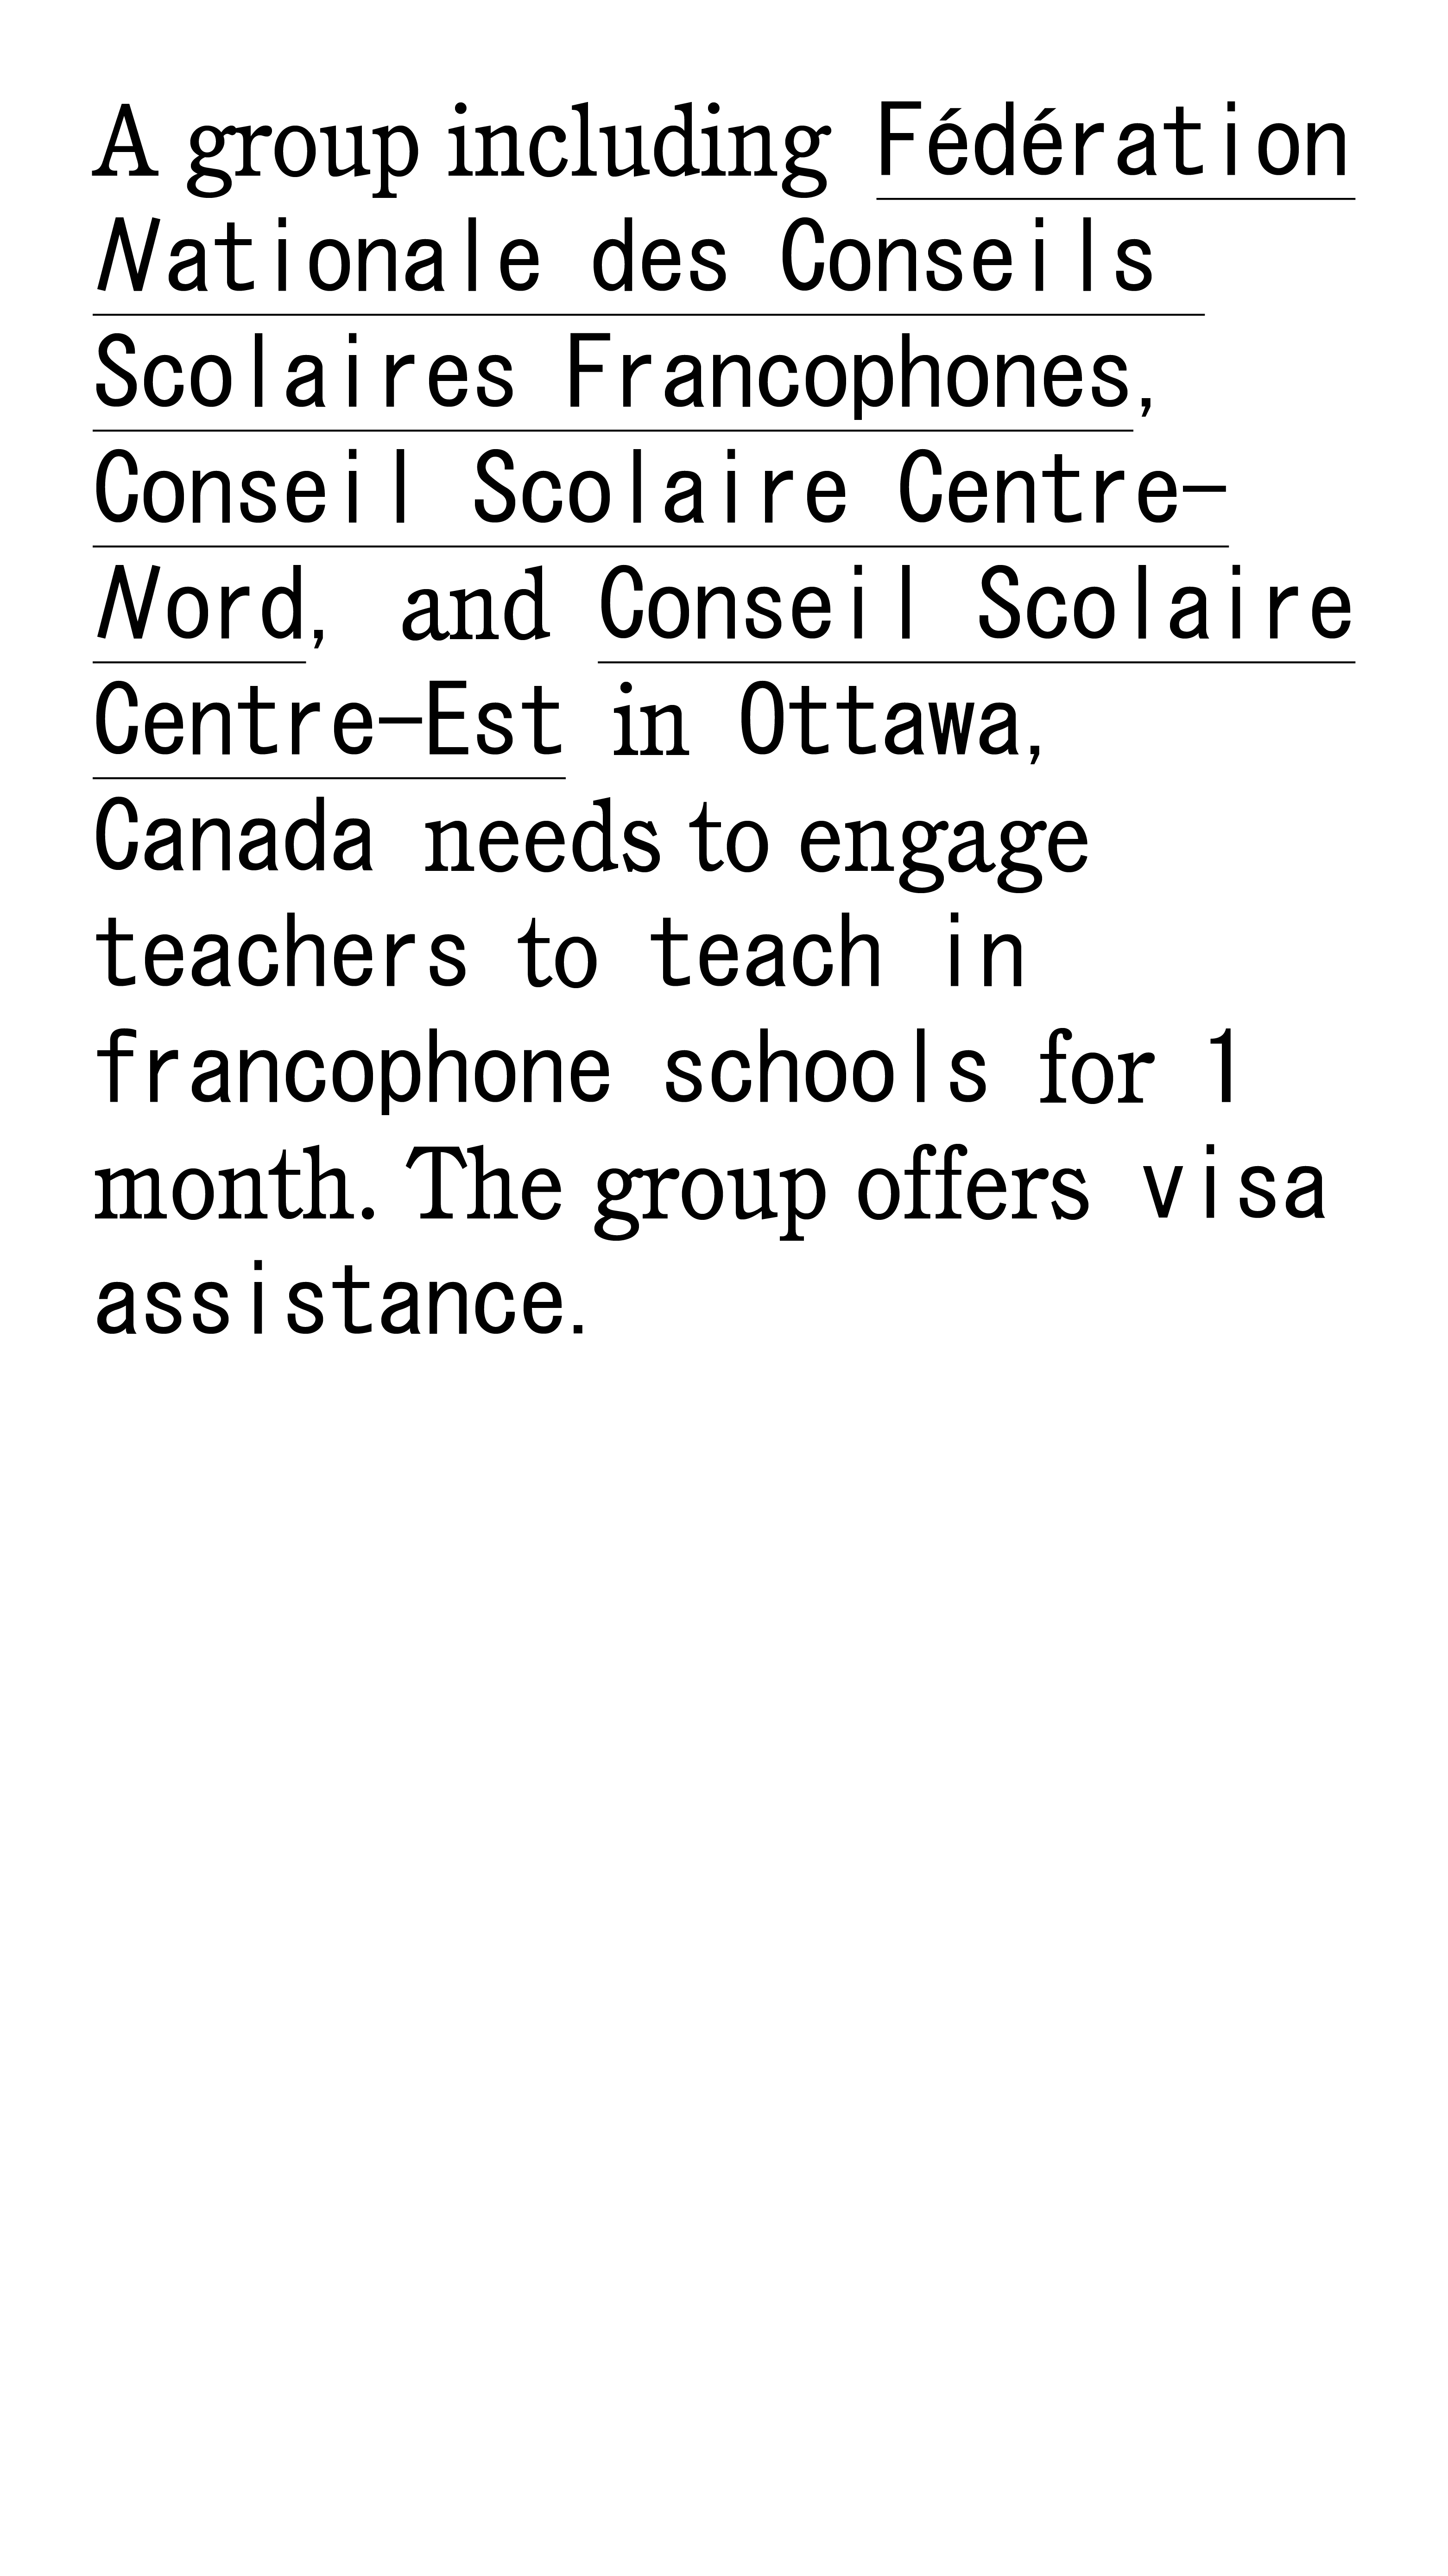 A group including Fédération
Nationale des Conseils
Scolaires Francophones,
Conseil Scolaire Centre-
Nord, and Conseil Scolaire
Centre-Est in Ottawa,
Canada needs to engage
teachers to teach in
francophone schools for 1
month. The group offers visa
assistance.